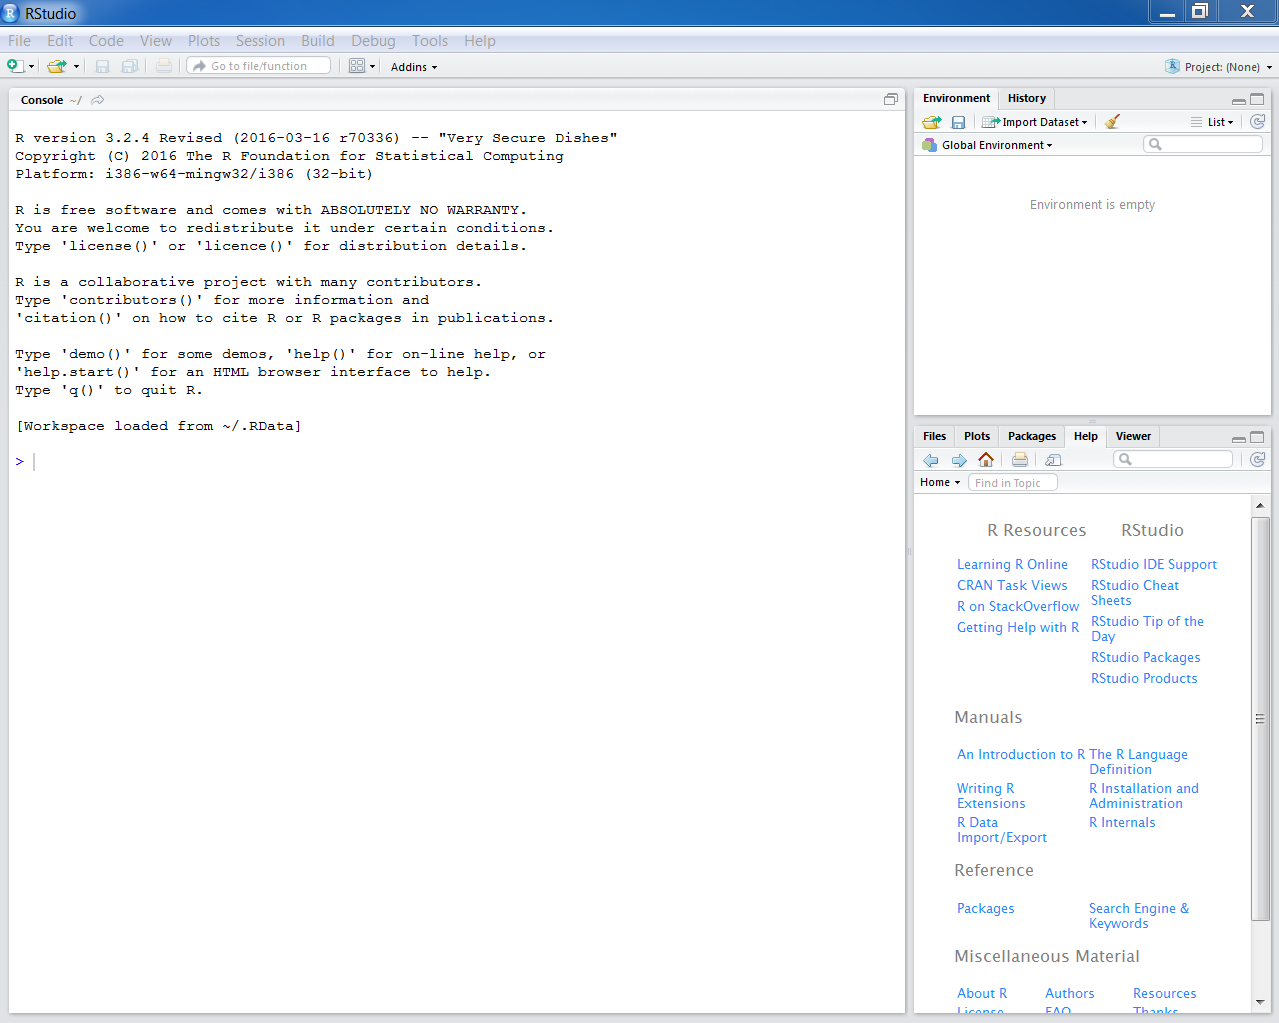 RStudio
File Edit Code View Plots Session Build Debug Tools Help
Go to file/function Addins Project: (None)
Console ~/
R version 3.2.4 Revised (2016-03-16 r70336) -- "Very Secure Dishes"
Copyright (C) 2016 The R Foundation for Statistical Computing
Platform: i386-w64-mingw32/i386 (32-bit)
R is free software and comes with ABSOLUTELY NO WARRANTY.
You are welcome to redistribute it under certain conditions.
Type 'license()' or 'licence()' for distribution details.
R is a collaborative project with many contributors.
Type 'contributors()' for more information and
'citation()' on how to cite R or R packages in publications.
Type 'demo()' for some demos, 'help()' for on-line help, or
'help.start()' for an HTML browser interface to help.
Type 'q()' to quit R.
[Workspace loaded from ~/.RData]
>
Environment History
Import Dataset List
Global Environment
Environment is empty
Files Plots Packages Help Viewer
Home Find in Topic
R Resources RStudio
Learning R Online RStudio IDE Support
CRAN Task Views RStudio Cheat
Sheets
R on StackOverflow RStudio Tip of the
Getting Help with R Day
RStudio Packages
RStudio Products
Manuals
An Introduction to R The R Language
Definition
Writing R R Installation and
Extensions Administration
R Data R Internals
Import/Export
Reference
Packages Search Engine &
Keywords
Miscellaneous Material
About R Authors Resources
License FAQ Thanks